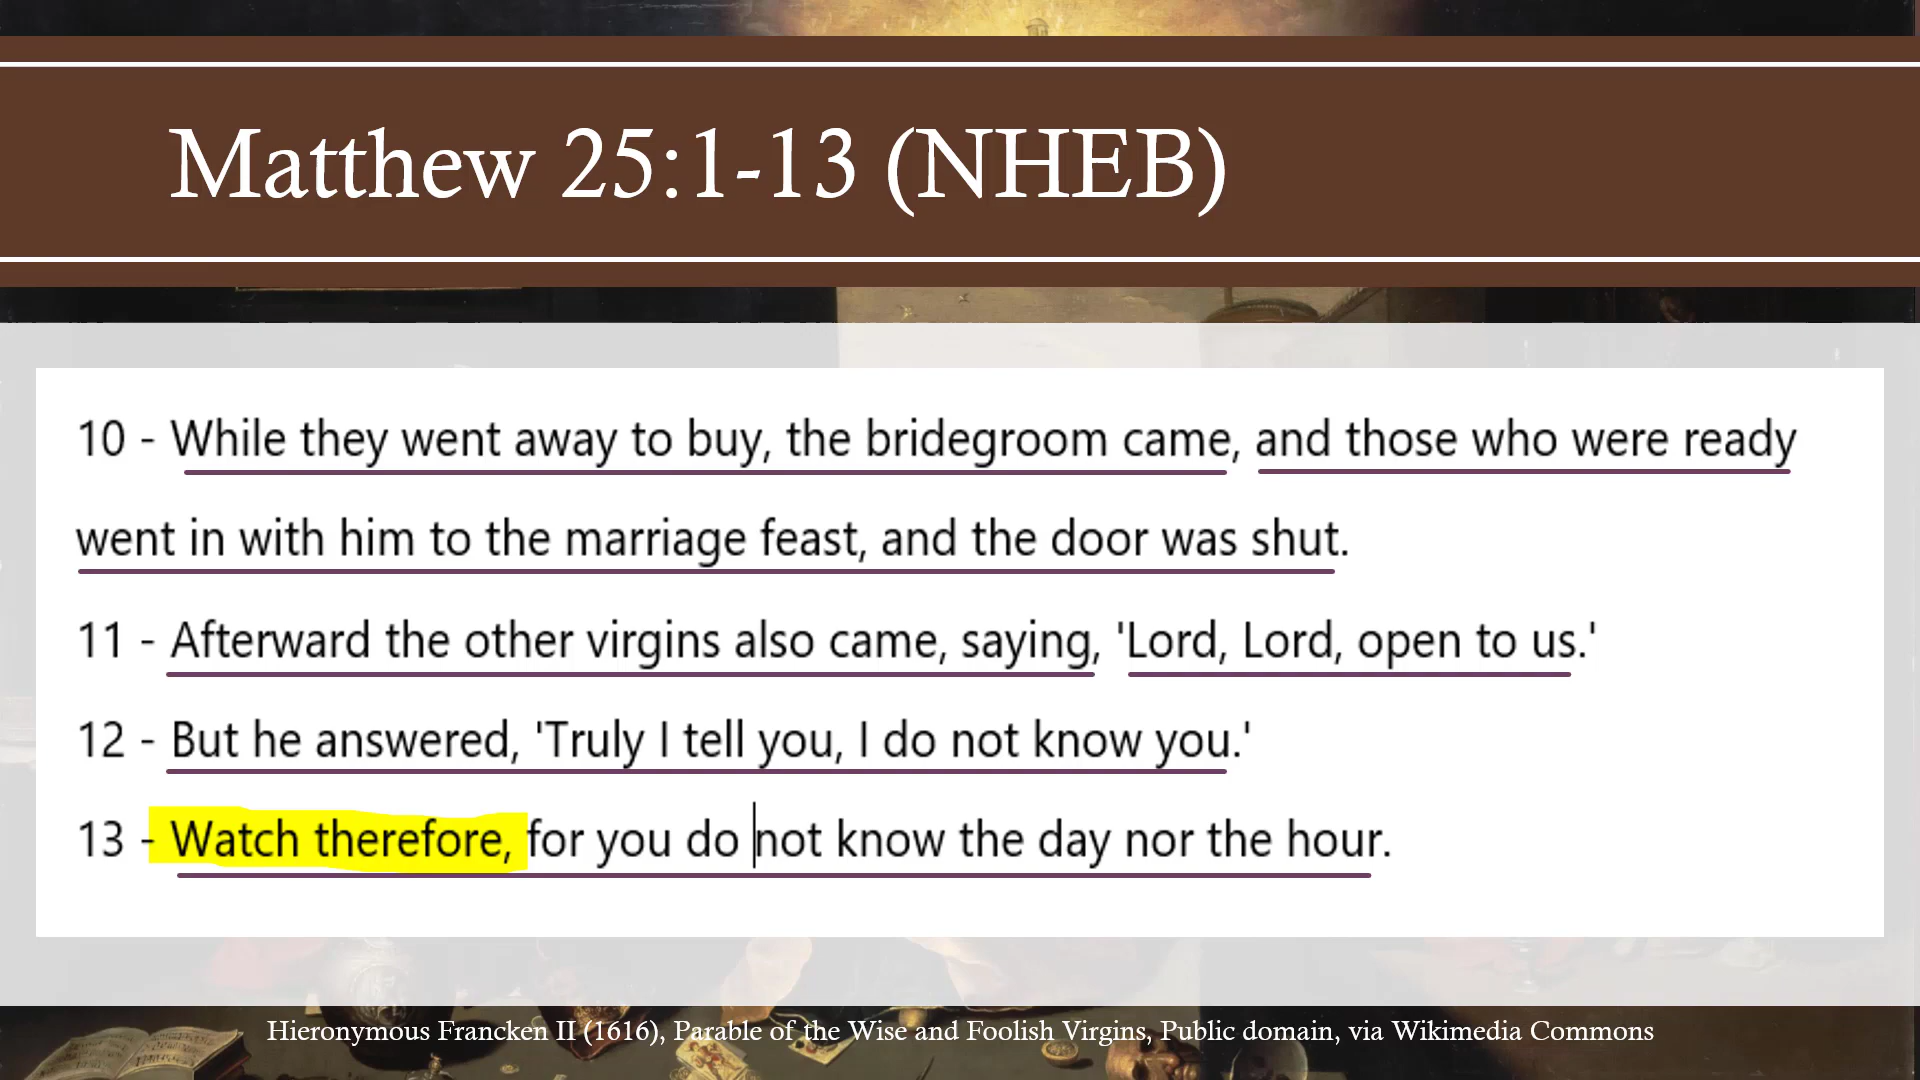 Matthew 25:1-13 (NHEB)
10 - While they went away to buy, the bridegroom came, and those who were ready
went in with him to the marriage feast, and the door was shut.
11 - Afterward the other virgins also came, saying, 'Lord, Lord, open to us.'
12 - But he answered, 'Truly I tell you, I do not know you.'
13 - Watch therefore, for you do not know the day nor the hour.
Hieronymous Francken II (1616), Parable of the Wise and Foolish Virgins, Public domain, via Wikimedia Commons